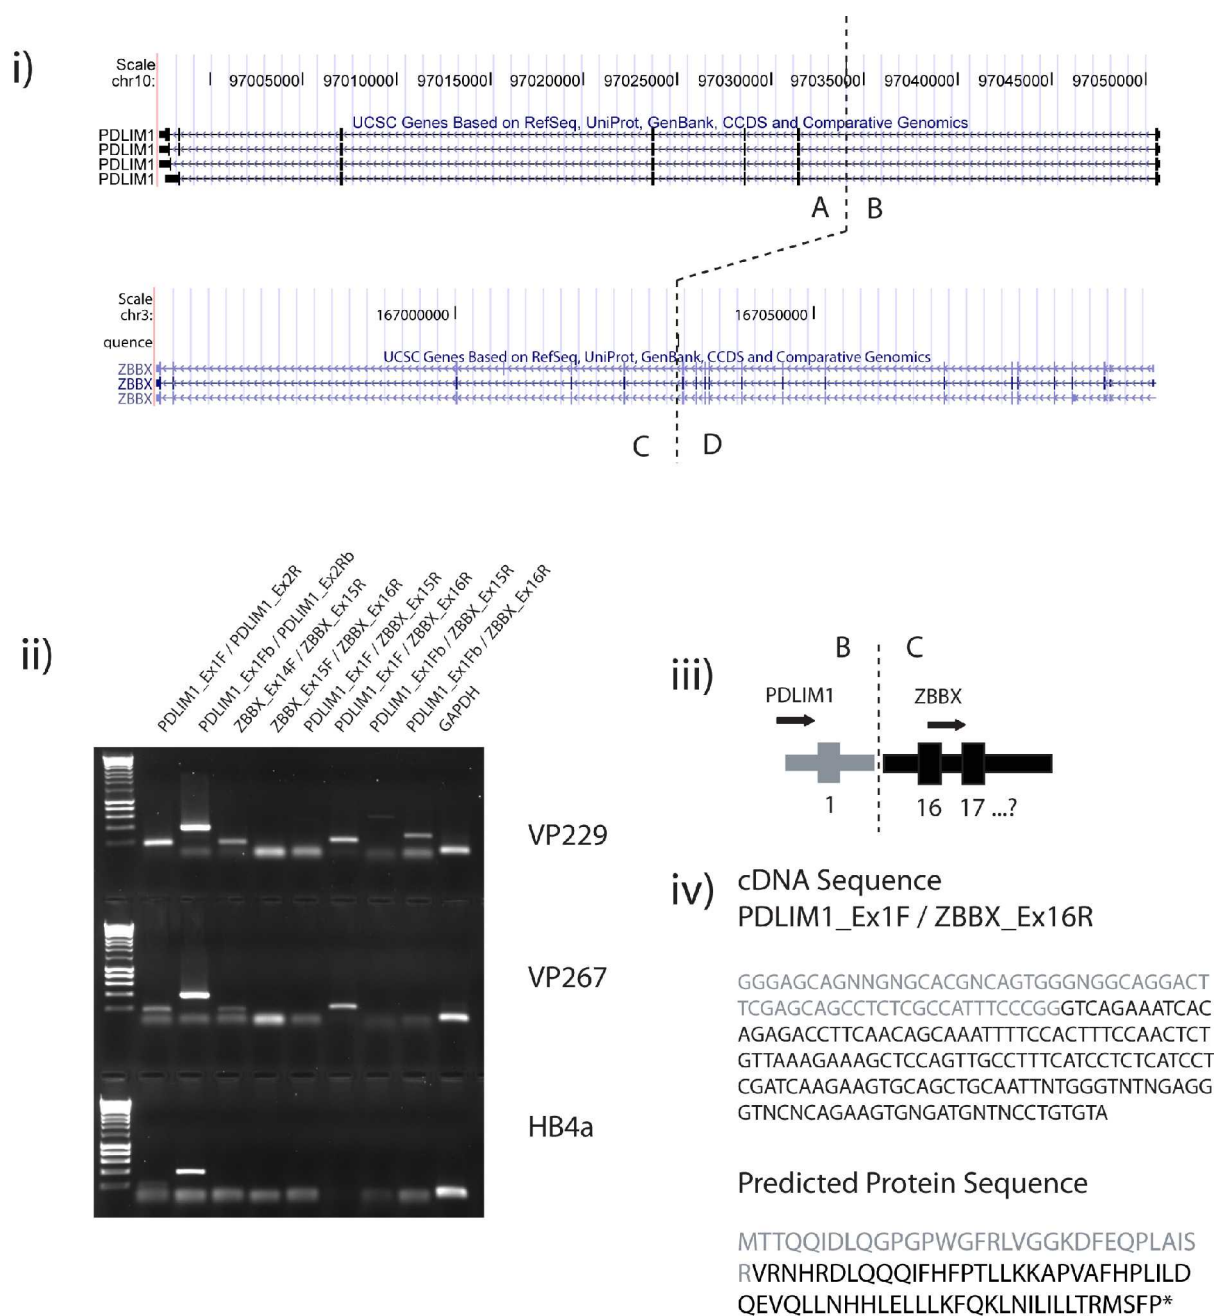 i)
Scale
chr10:
97005000
97010000
97015000
97020000
97025000
97030000
97035000
97040000
97045000
97050000
UCSC Genes Based on RefSeq, UniProt, GenBank, CCDS and Comparative Genomics
PDLIM1
PDLIM1
PDLIM1
PDLIM1
A B
Scale
chr3:
167000000
167050000
quence
UCSC Genes Based on RefSeq, UniProt, GenBank, CCDS and Comparative Genomics
ZBBX
ZBBX
ZBBX
C D
ii)
PDLIM1_Ex1F / PDLIM1_Ex2R
PDLIM1_Ex1Fb / PDLIM1_Ex2Rb
ZBBX_Ex14F / ZBBX_Ex15R
ZBBX_Ex15F / ZBBX_Ex16R
PDLIM1_Ex1F / ZBBX_Ex15R
PDLIM1_Ex1F / ZBBX_Ex16R
PDLIM1_Ex1Fb / ZBBX_Ex15R
PDLIM1_Ex1Fb / ZBBX_Ex16R
GAPDH
VP229
VP267
HB4a
iii)
B C
PDLIM1 ZBBX
1 16 17 ...?
iv)
cDNA Sequence
PDLIM1_Ex1F / ZBBX_Ex16R
GGGAGCAGNNGNGCACGNCAGTGGGNGGCAGGACT
TCGAGCAGCCTCTCGCCATTTCCCGGGTCAGAAATCAC
AGAGACCTTCAACAGCAAATTTTCCACTTTCCAACTCT
GTTAAAGAAAGCTCCAGTTGCCTTTCATCCTCTCATCCT
CGATCAAGAAGTGCAGCTGCAATTNTGGGTNTNGAGG
GTNCNCAGAAGTGNGATGNTNCCTGTGTA
Predicted Protein Sequence
MTTQQIDLQGPGPWGFRLVGGKDFEQPLAIS
RVRNHRDLQQQIFHFPTLLKKAPVAFHPLILD
QEVQLLNHHLELLLKFQKLNILILLTRMSFP*